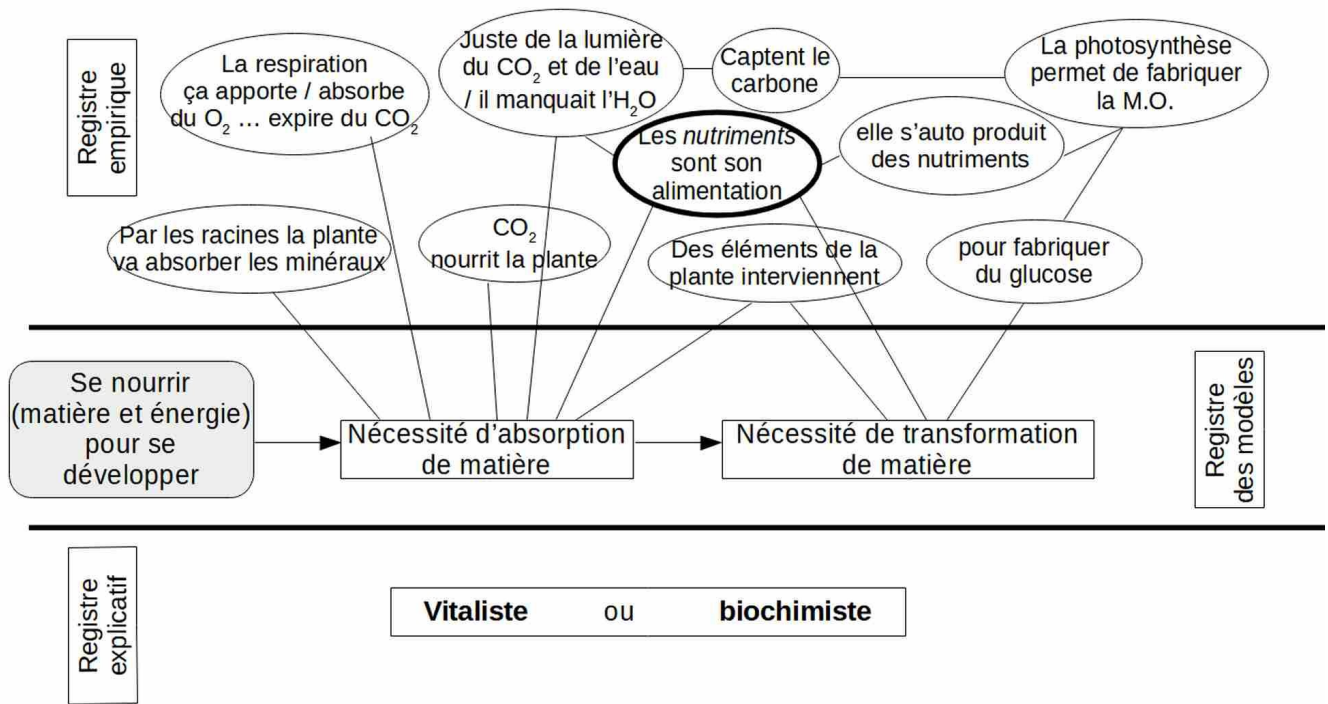 Registre
empirique
La respiration
ça apporte / absorbe
du O₂ ... expire du CO₂
Juste de la lumière
du CO₂ et de l'eau
/ il manquait l'H₂O
Captent le
carbone
La photosynthèse
permet de fabriquer
la M.O.
Les nutriments
sont son
alimentation
elle s'auto produit
des nutriments
Par les racines la plante
va absorber les minéraux
CO₂
nourrit la plante
Des éléments de la
plante interviennent
pour fabriquer
du glucose
Se nourrir
(matière et énergie)
pour se
développer
Nécessité d'absorption
de matière
Nécessité de transformation
de matière
Registre
des modèles
Registre
explicatif
Vitaliste ou biochimiste